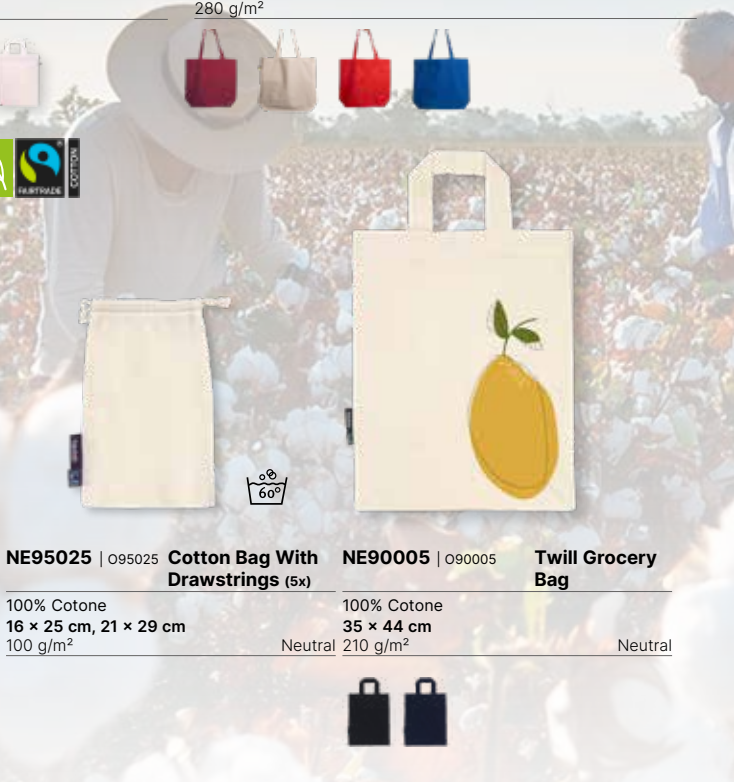 280 g/m²
FAIRTRADE
COTTON
60°
NE95025 | O95025 Cotton Bag With
Drawstrings (5x)
100% Cotone
16 × 25 cm, 21 × 29 cm
100 g/m² Neutral
NE90005 | O90005 Twill Grocery
Bag
100% Cotone
35 × 44 cm
210 g/m² Neutral